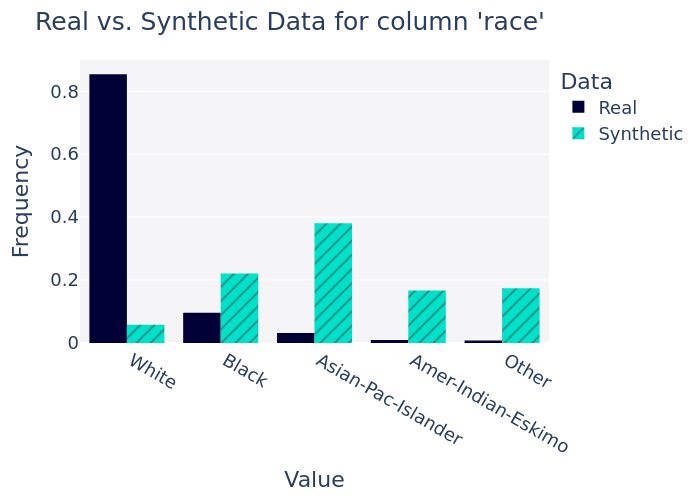 Real vs. Synthetic Data for column 'race'
Data
Real
Synthetic
Frequency
0.8
0.6
0.4
0.2
0
White
Black
Asian-Pac-Islander
Amer-Indian-Eskimo
Other
Value